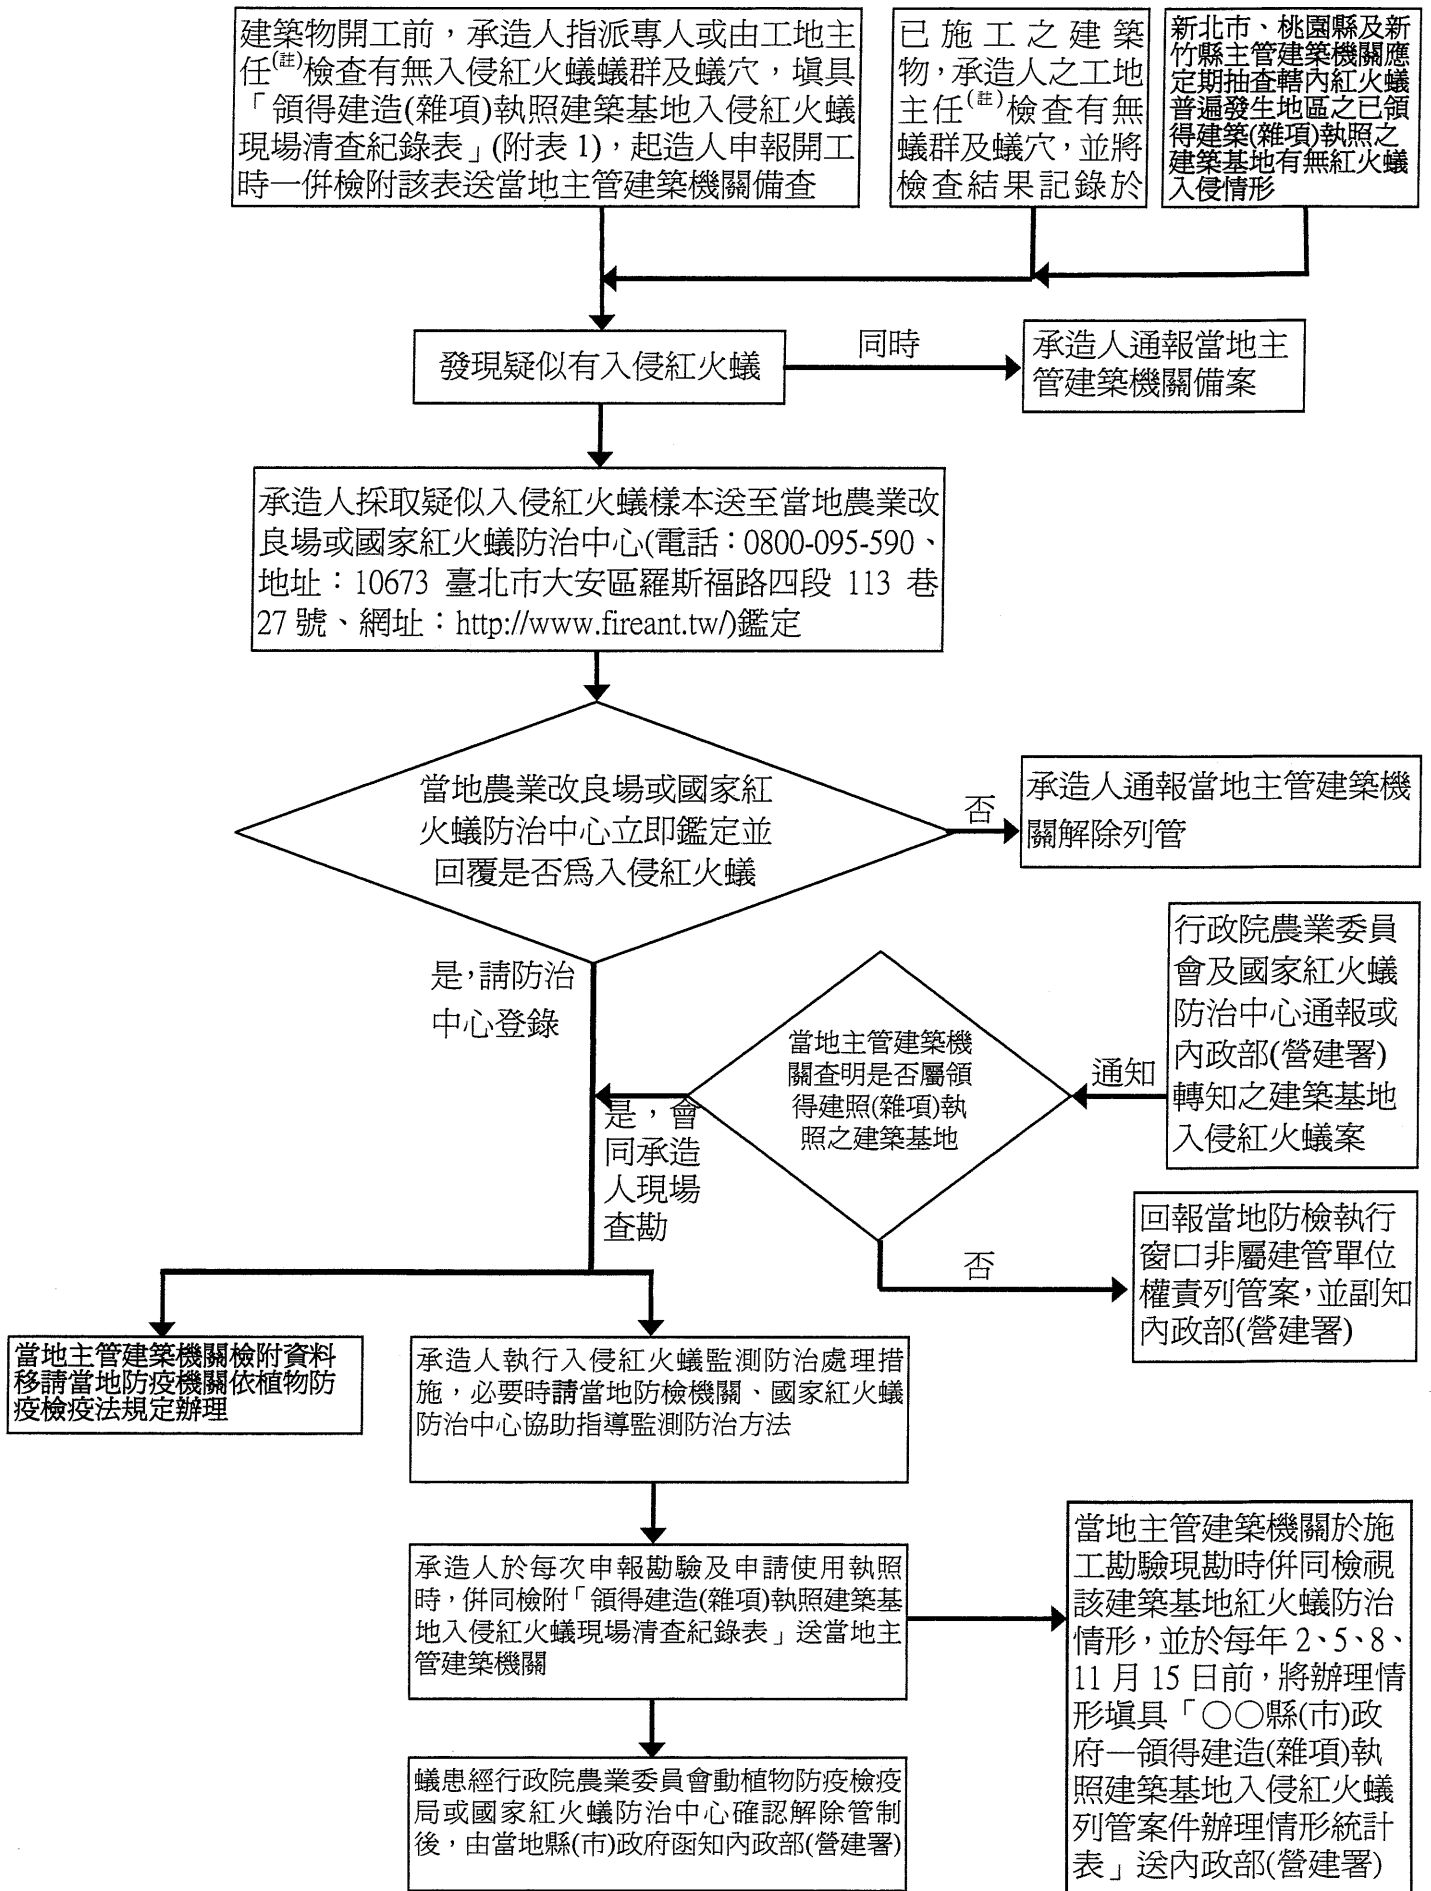 建築物開工前，承造人指派專人或由工地主
任(註)檢查有無入侵紅火蟻蟻群及蟻穴，填具
「領得建造(雜項)執照建築基地入侵紅火蟻
現場清查紀錄表」(附表 1)，起造人申報開工
時一併檢附該表送當地主管建築機關備查
已施工之建築
物，承造人之工地
主任(註)檢查有無
蟻群及蟻穴，並將
檢查結果記錄於
新北市、桃園縣及新
竹縣主管建築機關應
定期抽查轄內紅火蟻
普遍發生地區之已領
得建築(雜項)執照之
建築基地有無紅火蟻
入侵情形
發現疑似有入侵紅火蟻
同時
承造人通報當地主
管建築機關備案
承造人採取疑似入侵紅火蟻樣本送至當地農業改
良場或國家紅火蟻防治中心(電話：0800-095-590、
地址：10673 臺北市大安區羅斯福路四段 113 巷
27 號、網址：http://www.fireant.tw/)鑑定
當地農業改良場或國家紅
火蟻防治中心立即鑑定並
回覆是否為入侵紅火蟻
否
承造人通報當地主管建築機
關解除列管
是，請防治
中心登錄
當地主管建築機
關查明是否屬領
得建照(雜項)執
照之建築基地
通知
行政院農業委員
會及國家紅火蟻
防治中心通報或
內政部(營建署)
轉知之建築基地
入侵紅火蟻案
是，會
同承造
人現場
查勘
否
回報當地防檢執行
窗口非屬建管單位
權責列管案，並副知
內政部(營建署)
當地主管建築機關檢附資料
移請當地防疫機關依植物防
疫檢疫法規定辦理
承造人執行入侵紅火蟻監測防治處理措
施，必要時請當地防檢機關、國家紅火蟻
防治中心協助指導監測防治方法
承造人於每次申報勘驗及申請使用執照
時，併同檢附「領得建造(雜項)執照建築基
地入侵紅火蟻現場清查紀錄表」送當地主
管建築機關
當地主管建築機關於施
工勘驗現勘時併同檢視
該建築基地紅火蟻防治
情形，並於每年 2、5、8、
11 月 15 日前，將辦理情
形填具「○○縣(市)政
府—領得建造(雜項)執
照建築基地入侵紅火蟻
列管案件辦理情形統計
表」送內政部(營建署)
蟻患經行政院農業委員會動植物防疫檢疫
局或國家紅火蟻防治中心確認解除管制
後，由當地縣(市)政府函知內政部(營建署)